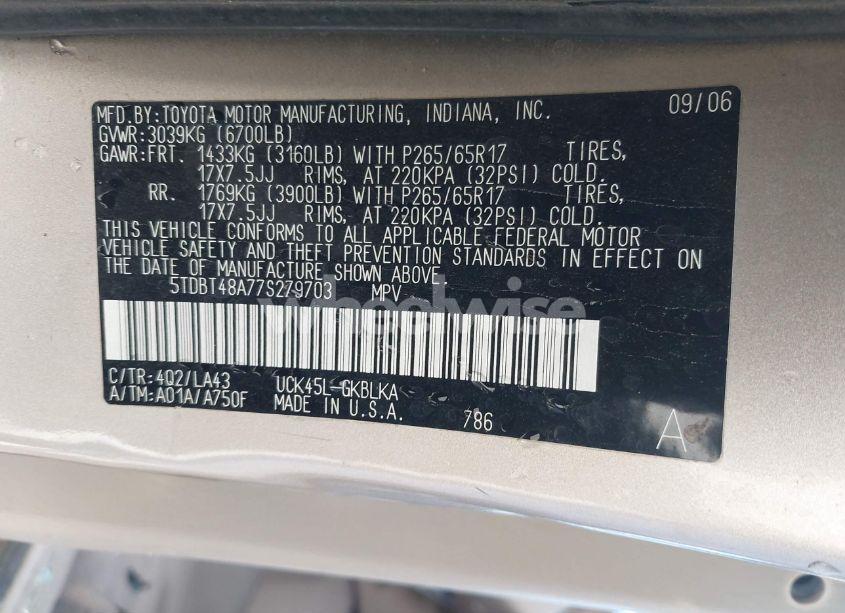 MFD.BY:TOYOTA MOTOR MANUFACTURING, INDIANA, INC. 09/06
GVWR:3039KG (6700LB)
GAWR:FRT. 1433KG (3160LB) WITH P265/65R17 TIRES,
17X7.5JJ RIMS, AT 220KPA (32PSI) COLD.
RR. 1769KG (3900LB) WITH P265/65R17 TIRES,
17X7.5JJ RIMS, AT 220KPA (32PSI) COLD.
THIS VEHICLE CONFORMS TO ALL APPLICABLE FEDERAL MOTOR
VEHICLE SAFETY AND THEFT PREVENTION STANDARDS IN EFFECT ON
THE DATE OF MANUFACTURE SHOWN ABOVE.
5TDBT48A77S279703 MPV
wheelwise
C/TR:4Q2/LA43 UCK45L-GKBLKA
A/TM:A01A/A750F MADE IN U.S.A. 786 A